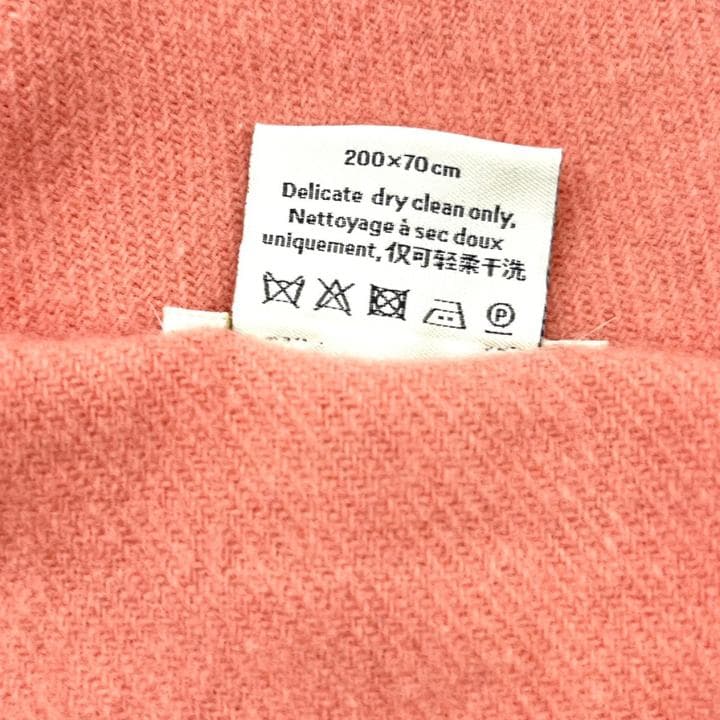 200×70cm
Delicate dry clean only,
Nettoyage à sec doux
uniquement, 仅可轻柔干洗
P